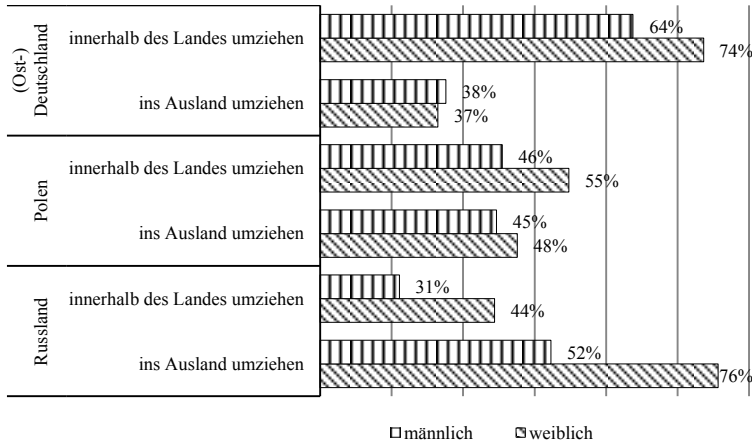 (Ost-)
Deutschland
innerhalb des Landes umziehen
64%
74%
ins Ausland umziehen
38%
37%
Polen
innerhalb des Landes umziehen
46%
55%
ins Ausland umziehen
45%
48%
Russland
innerhalb des Landes umziehen
31%
44%
ins Ausland umziehen
52%
76%
männlich weiblich